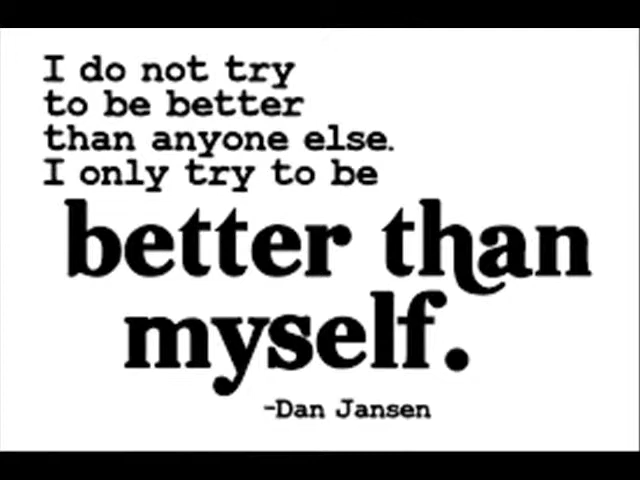 I do not try
to be better
than anyone else.
I only try to be
better than
myself.
-Dan Jansen